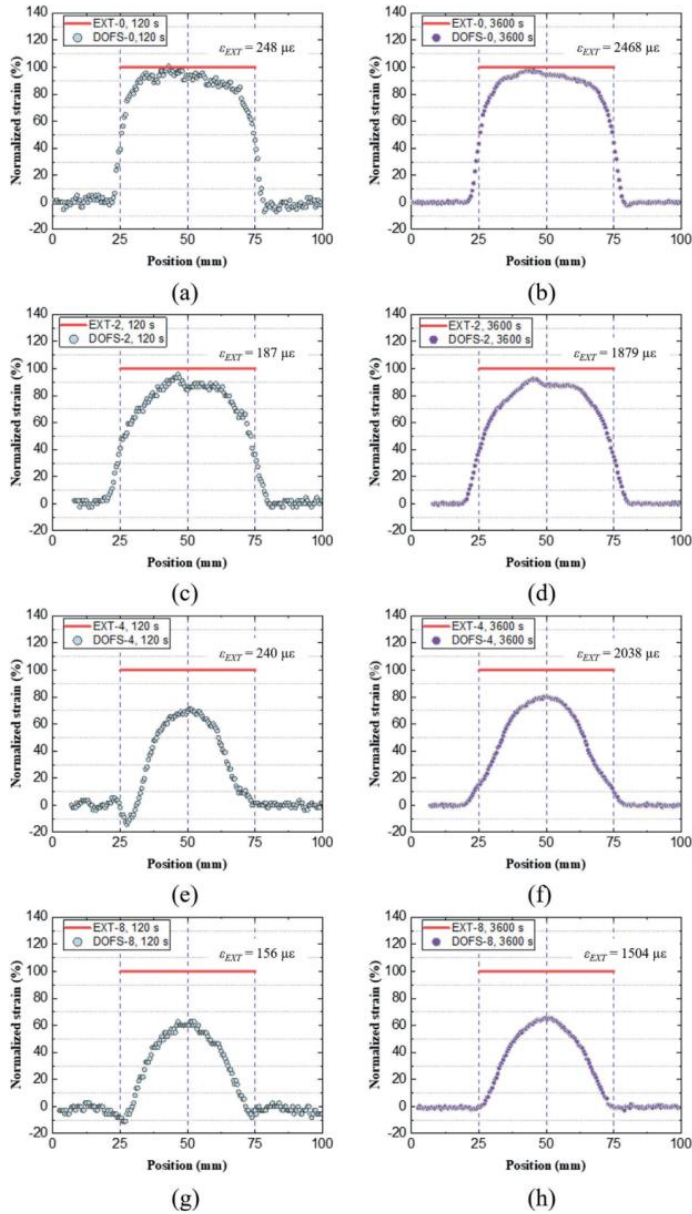 EXT-0, 120 s
DOFS-0,120 s
εEXT = 248 με
Normalized strain (%)
140
120
100
80
60
40
20
0
-20
0 25 50 75 100
Position (mm)
(a)
EXT-0, 3600 s
DOFS-0, 3600 s
εEXT = 2468 με
Normalized strain (%)
140
120
100
80
60
40
20
0
-20
0 25 50 75 100
Position (mm)
(b)
EXT-2, 120 s
DOFS-2, 120 s
εEXT = 187 με
Normalized strain (%)
140
120
100
80
60
40
20
0
-20
0 25 50 75 100
Position (mm)
(c)
EXT-2, 3600 s
DOFS-2, 3600 s
εEXT = 1879 με
Normalized strain (%)
140
120
100
80
60
40
20
0
-20
0 25 50 75 100
Position (mm)
(d)
EXT-4, 120 s
DOFS-4, 120 s
εEXT = 240 με
Normalized strain (%)
140
120
100
80
60
40
20
0
-20
0 25 50 75 100
Position (mm)
(e)
EXT-4, 3600 s
DOFS-4, 3600 s
εEXT = 2038 με
Normalized strain (%)
140
120
100
80
60
40
20
0
-20
0 25 50 75 100
Position (mm)
(f)
EXT-8, 120 s
DOFS-8, 120 s
εEXT = 156 με
Normalized strain (%)
140
120
100
80
60
40
20
0
-20
0 25 50 75 100
Position (mm)
(g)
EXT-8, 3600 s
DOFS-8, 3600 s
εEXT = 1504 με
Normalized strain (%)
140
120
100
80
60
40
20
0
-20
0 25 50 75 100
Position (mm)
(h)